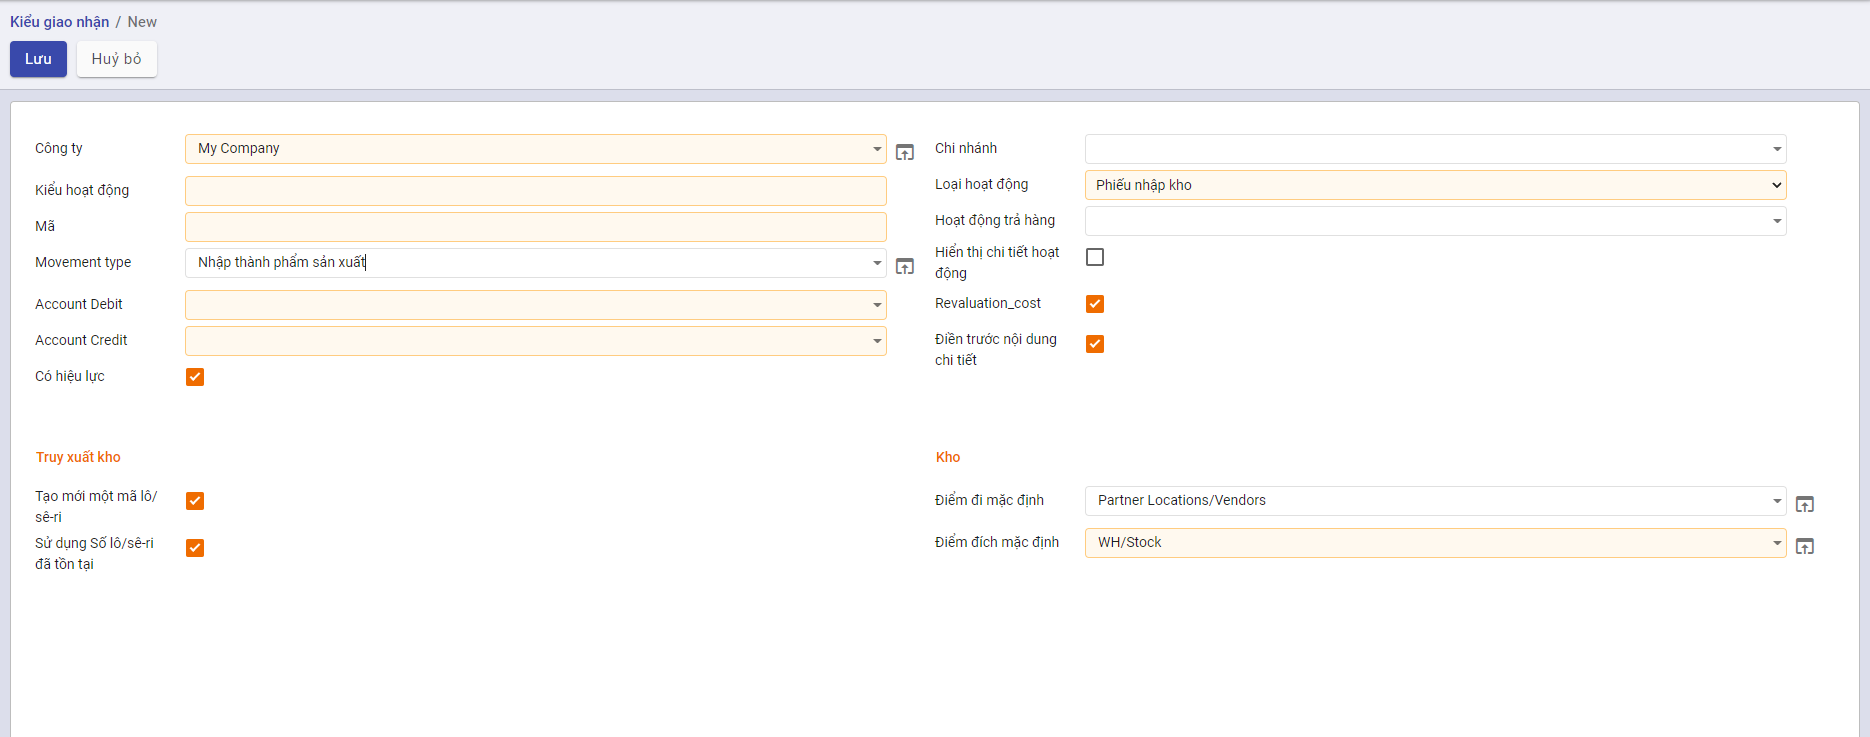 Kiểu giao nhận / New
Lưu
Huỷ bỏ
Công ty
My Company
Kiểu hoạt động
Mã
Movement type
Nhập thành phẩm sản xuất
Account Debit
Account Credit
Có hiệu lực
Chi nhánh
Loại hoạt động
Phiếu nhập kho
Hoạt động trả hàng
Hiển thị chi tiết hoạt
động
Revaluation_cost
Điền trước nội dung
chi tiết
Truy xuất kho
Tạo mới một mã lô/
sê-ri
Sử dụng Số lô/sê-ri
đã tồn tại
Kho
Điểm đi mặc định
Partner Locations/Vendors
Điểm đích mặc định
WH/Stock